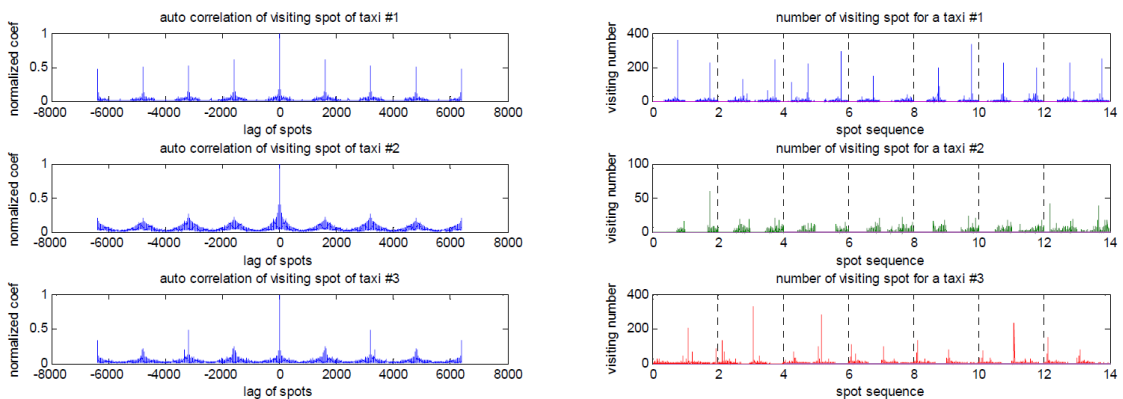 auto correlation of visiting spot of taxi #1
normalized coef
1
0.5
0
-8000 -6000 -4000 -2000 0 2000 4000 6000 8000
lag of spots
auto correlation of visiting spot of taxi #2
normalized coef
1
0.5
0
-8000 -6000 -4000 -2000 0 2000 4000 6000 8000
lag of spots
auto correlation of visiting spot of taxi #3
normalized coef
1
0.5
0
-8000 -6000 -4000 -2000 0 2000 4000 6000 8000
lag of spots
number of visiting spot for a taxi #1
visiting number
400
200
0
0 2 4 6 8 10 12 14
spot sequence
number of visiting spot for a taxi #2
visiting number
100
50
0
0 2 4 6 8 10 12 14
spot sequence
number of visiting spot for a taxi #3
visiting number
400
200
0
0 2 4 6 8 10 12 14
spot sequence